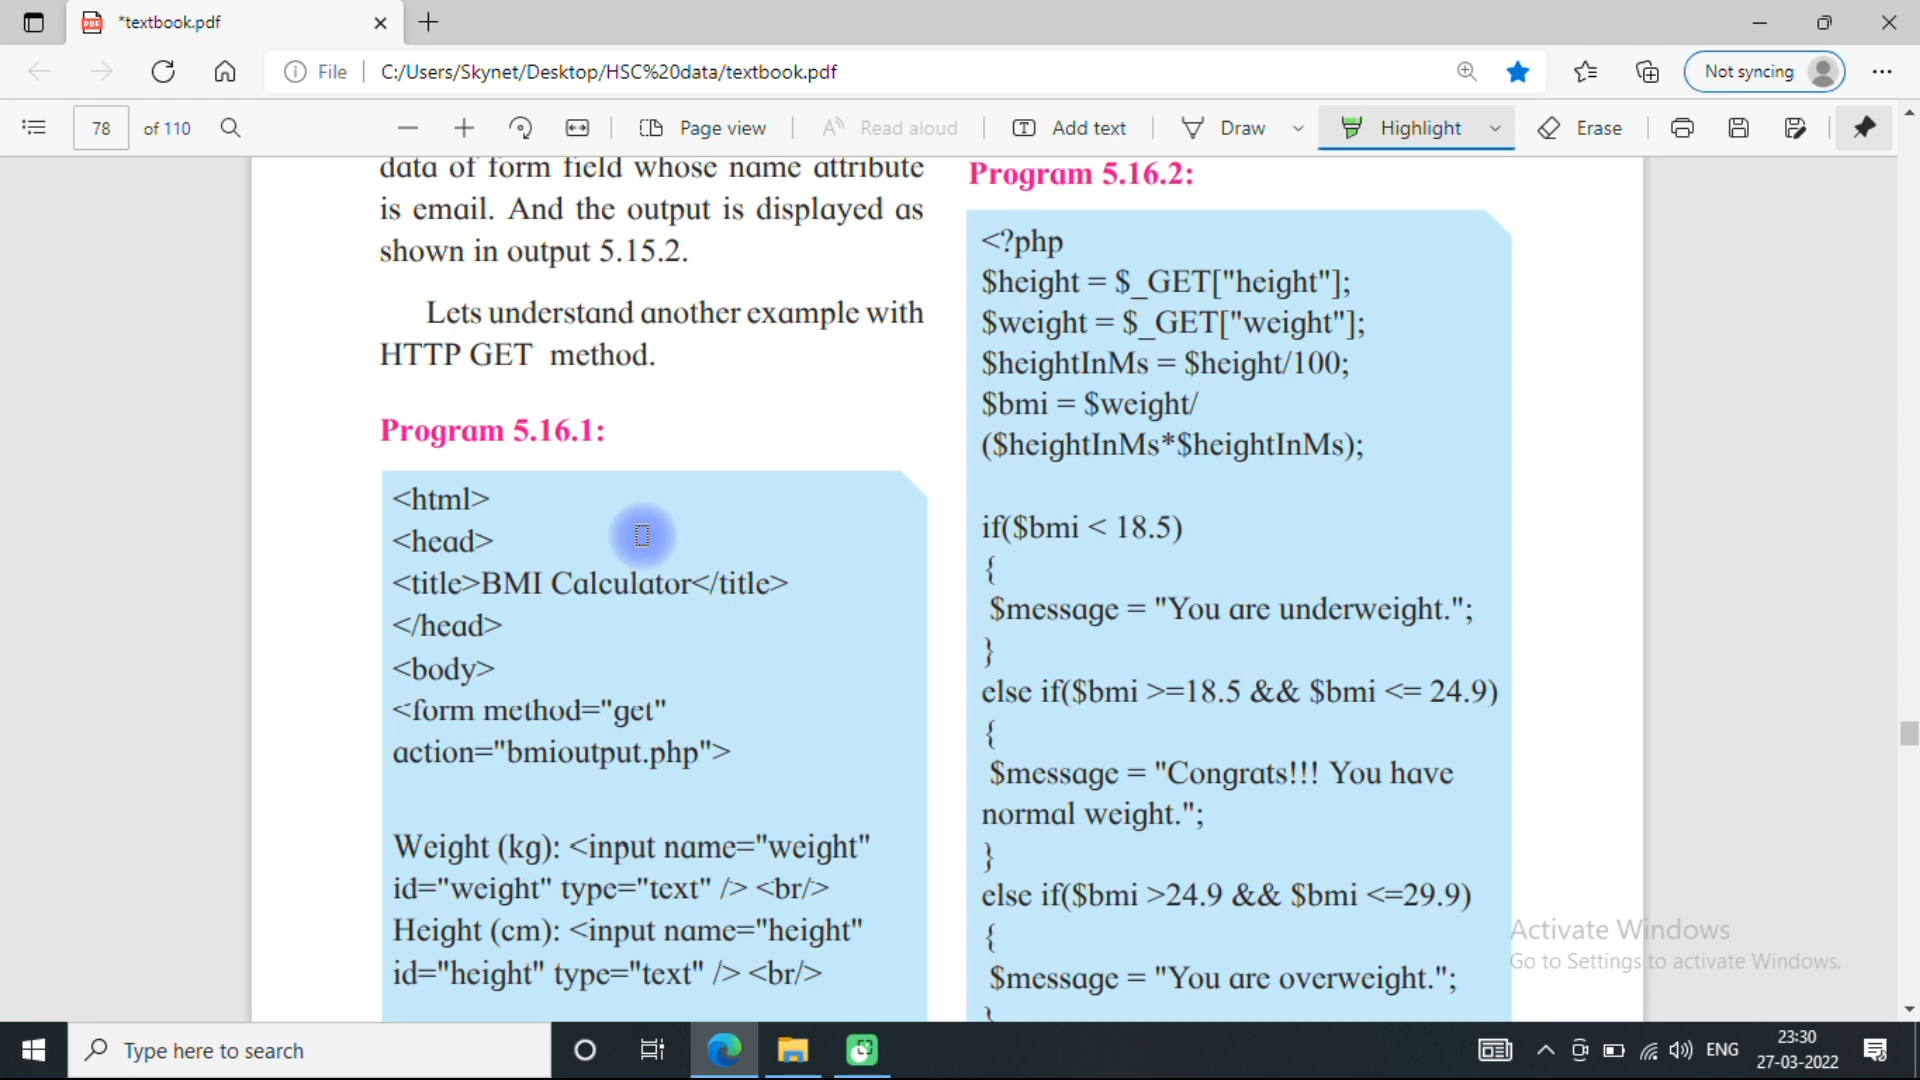 *textbook.pdf
File
C:/Users/Skynet/Desktop/HSC%20data/textbook.pdf
Not syncing
78 of 110
Page view
Read aloud
Add text
Draw
Highlight
Erase
data of form field whose name attribute
is email. And the output is displayed as
shown in output 5.15.2.
Lets understand another example with
HTTP GET method.
Program 5.16.1:
<html>
<head>
<title>BMI Calculator</title>
</head>
<body>
<form method="get"
action="bmioutput.php">
Weight (kg): <input name="weight"
id="weight" type="text" /> <br/>
Height (cm): <input name="height"
id="height" type="text" /> <br/>
Program 5.16.2:
<?php
$height = $_GET["height"];
$weight = $_GET["weight"];
$heightInMs = $height/100;
$bmi = $weight/
($heightInMs*$heightInMs);
if($bmi < 18.5)
{
$message = "You are underweight.";
}
else if($bmi >=18.5 && $bmi <= 24.9)
{
$message = "Congrats!!! You have
normal weight.";
}
else if($bmi >24.9 && $bmi <=29.9)
{
$message = "You are overweight.";
}
Activate Windows
Go to Settings to activate Windows.
Type here to search
ENG
23:30
27-03-2022